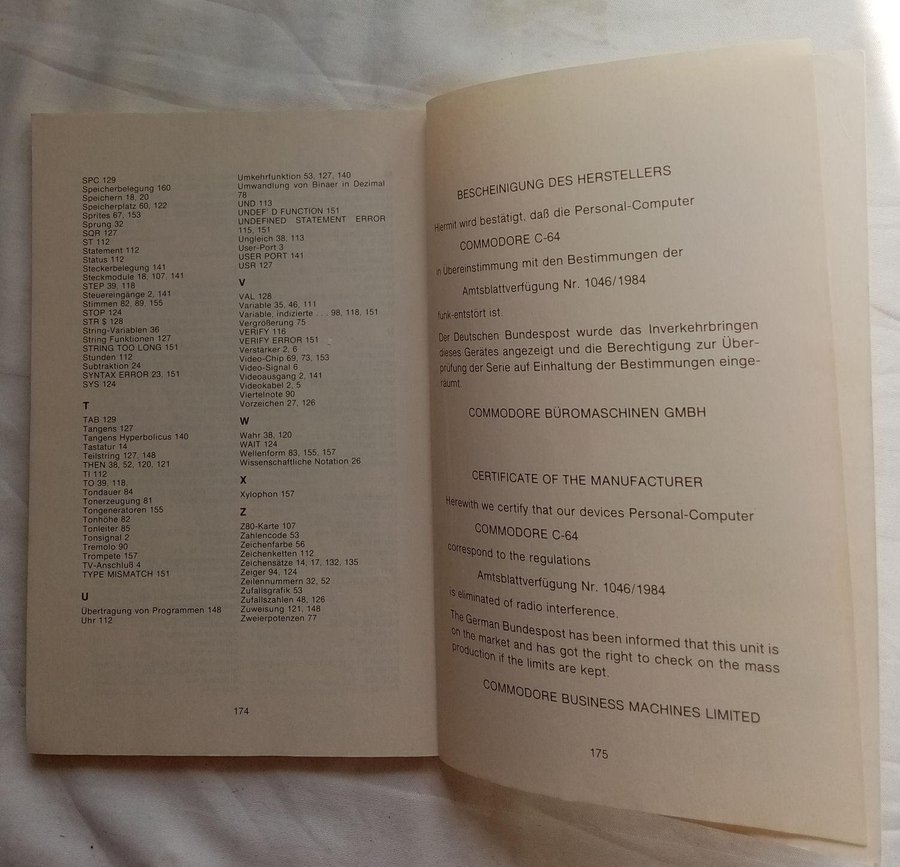 SPC 129
Speicherbelegung 160
Speichern 18, 20
Speicherplatz 60, 122
Sprites 67, 153
Sprung 32
SQR 127
ST 112
Statement 112
Status 112
Steckerbelegung 141
Steckmodule 18, 107, 141
STEP 39, 118
Steuereingänge 2, 141
Stimmen 82, 89, 155
STOP 124
STR $ 128
String-Variablen 36
String Funktionen 127
STRING TOO LONG 151
Stunden 112
Subtraktion 24
SYNTAX ERROR 23, 151
SYS 124
T
TAB 129
Tangens 127
Tangens Hyperbolicus 140
Tastatur 14
Teilstring 127, 148
THEN 38, 52, 120, 121
TI 112
TO 39, 118,
Tondauer 84
Tonerzeugung 81
Tongeneratoren 155
Tonhöhe 82
Tonleiter 85
Tonsignal 2
Tremolo 90
Trompete 157
TV-Anschluß 4
TYPE MISMATCH 151
U
Übertragung von Programmen 148
Uhr 112
Umkehrfunktion 53, 127, 140
Umwandlung von Binaer in Dezimal
78
UND 113
UNDEF' D FUNCTION 151
UNDEFINED STATEMENT ERROR
115, 151
Ungleich 38, 113
User-Port 3
USER PORT 141
USR 127
V
VAL 128
Variable 35, 46, 111
Variable, indizierte . . . 98, 118, 151
Vergrößerung 75
VERIFY 116
VERIFY ERROR 151
Verstärker 2, 6
Video-Chip 69, 73, 153
Video-Signal 6
Videoausgang 2, 141
Videokabel 2, 5
Viertelnote 90
Vorzeichen 27, 126
W
Wahr 38, 120
WAIT 124
Wellenform 83, 155, 157
Wissenschaftliche Notation 26
X
Xylophon 157
Z
Z80-Karte 107
Zahlencode 53
Zeichenfarbe 56
Zeichenketten 112
Zeichensätze 14, 17, 132, 135
Zeiger 94, 124
Zeilennummern 32, 52
Zufallsgrafik 53
Zufallszahlen 48, 126
Zuweisung 121, 148
Zweierpotenzen 77
174
BESCHEINIGUNG DES HERSTELLERS
Hiermit wird bestätigt, daß die Personal-Computer
COMMODORE C-64
in Übereinstimmung mit den Bestimmungen der
Amtsblattverfügung Nr. 1046/1984
funk-entstört ist.
Der Deutschen Bundespost wurde das Inverkehrbringen
dieses Gerätes angezeigt und die Berechtigung zur Über-
prüfung der Serie auf Einhaltung der Bestimmungen einge-
räumt.
COMMODORE BÜROMASCHINEN GMBH
CERTIFICATE OF THE MANUFACTURER
Herewith we certify that our devices Personal-Computer
COMMODORE C-64
correspond to the regulations
Amtsblattverfügung Nr. 1046/1984
is eliminated of radio interference.
The German Bundespost has been informed that this unit is
on the market and has got the right to check on the mass
production if the limits are kept.
COMMODORE BUSINESS MACHINES LIMITED
175